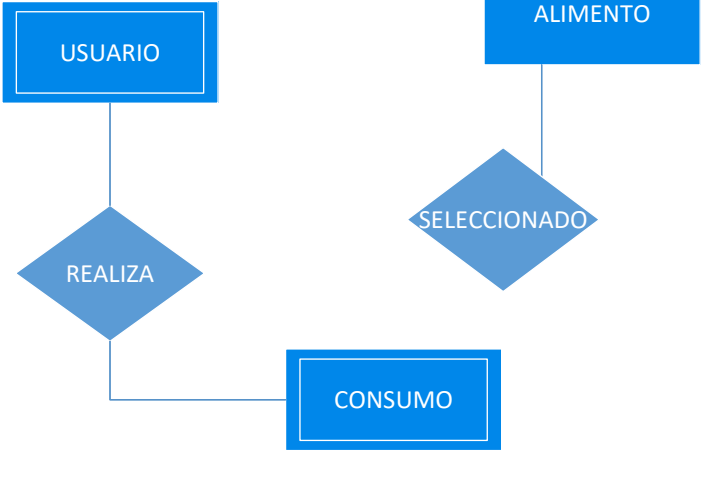 USUARIO
ALIMENTO
SELECCIONADO
REALIZA
CONSUMO